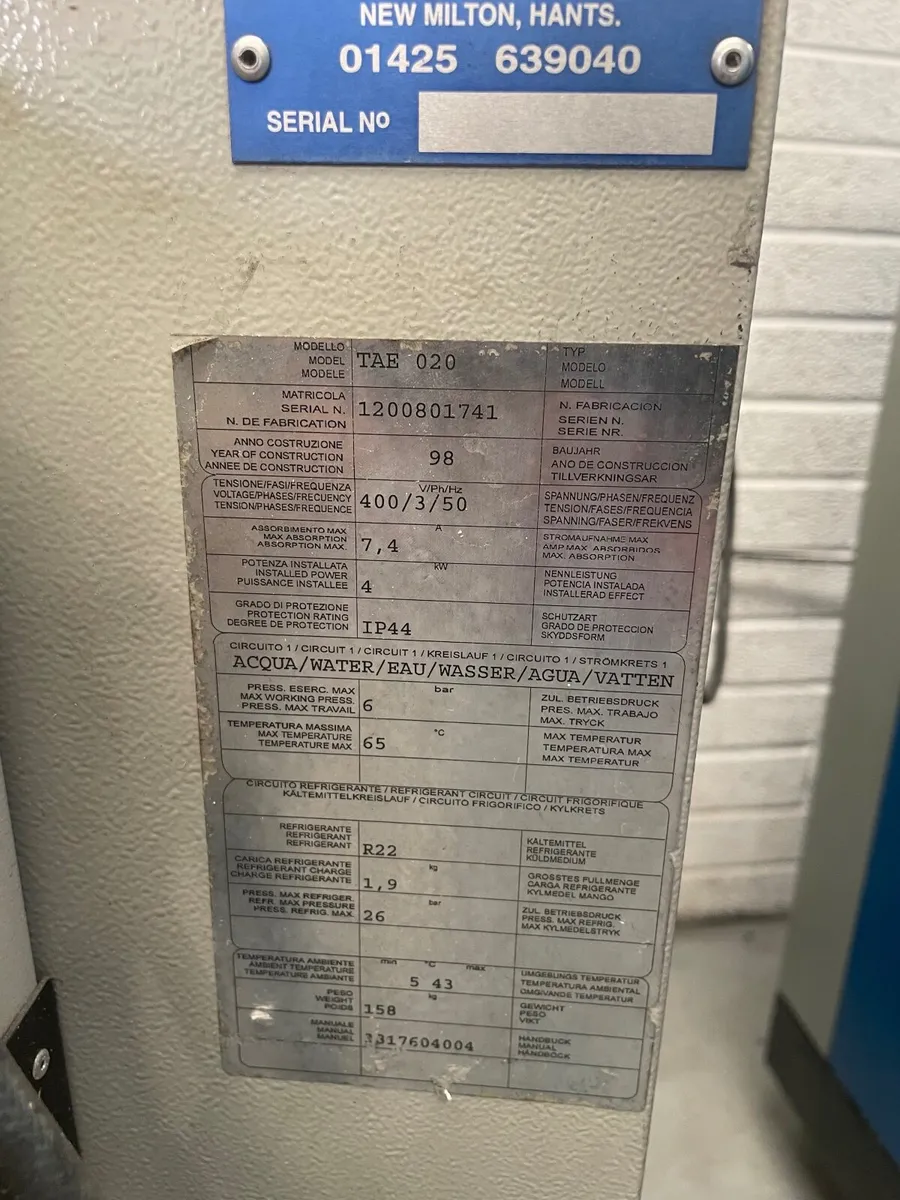 NEW MILTON, HANTS.
01425 639040
SERIAL Nº
MODELLO
MODEL
MODELE
TAE 020
TYP
MODELO
MODELL
MATRICOLA
SERIAL N.
N. DE FABRICATION
1200801741
N. FABRICACION
SERIEN N.
SERIE NR.
ANNO COSTRUZIONE
YEAR OF CONSTRUCTION
ANNEE DE CONSTRUCTION
98
BAUJAHR
ANO DE CONSTRUCCION
TILLVERKNINGSAR
TENSIONE/FASI/FREQUENZA
VOLTAGE/PHASES/FRECUENCY
TENSION/PHASES/FREQUENCE
V/Ph/Hz
400/3/50
SPANNUNG/PHASEN/FREQUENZ
TENSION/FASES/FREQUENCIA
SPANNING/FASER/FREKVENS
ASSORBIMENTO MAX
MAX ABSORPTION
ABSORPTION MAX.
A
7,4
STROMAUFNAHME MAX
AMP.MAX. ABSORBIDOS
MAX. ABSORPTION
POTENZA INSTALLATA
INSTALLED POWER
PUISSANCE INSTALLEE
kW
4
NENNLEISTUNG
POTENCIA INSTALADA
INSTALLERAD EFFECT
GRADO DI PROTEZIONE
PROTECTION RATING
DEGREE DE PROTECTION
IP44
SCHUTZART
GRADO DE PROTECCION
SKYDDSFORM
CIRCUITO 1 / CIRCUIT 1 / CIRCUIT 1 / KREISLAUF 1 / CIRCUITO 1 / STROMKRETS 1
ACQUA/WATER/EAU/WASSER/AGUA/VATTEN
PRESS. ESERC. MAX
MAX WORKING PRESS.
PRESS. MAX TRAVAIL
bar
6
ZUL. BETRIEBSDRUCK
PRES. MAX. TRABAJO
MAX. TRYCK
TEMPERATURA MASSIMA
MAX TEMPERATURE
TEMPERATURE MAX
°C
65
MAX TEMPERATUR
TEMPERATURA MAX
MAX TEMPERATUR
CIRCUITO REFRIGERANTE / REFRIGERANT CIRCUIT / CIRCUIT FRIGORIFIQUE
KÄLTEMITTELKREISLAUF / CIRCUITO FRIGORIFICO / KYLKRETS
REFRIGERANTE
REFRIGERANT
REFRIGERANT
R22
KÄLTEMITTEL
REFRIGERANTE
KÜLDMEDIUM
CARICA REFRIGERANTE
REFRIGERANT CHARGE
CHARGE REFRIGERANTE
kg
1,9
GROSSTES FULLMENGE
CARGA REFRIGERANTE
KYLMEDEL MANGO
PRESS. MAX REFRIGER.
REFR. MAX PRESSURE
PRESS. REFRIG. MAX.
bar
26
ZUL. BETRIEBSDRUCK
PRESS. MAX REFRIG.
MAX KYLMEDELSTRYK
TEMPERATURA AMBIENTE
AMBIENT TEMPERATURE
TEMPERATURE AMBIANTE
min °C max
5 43
UMGEBUNGS TEMPERATUR
TEMPERATURA AMBIENTAL
OMGIVANDE TEMPERATUR
PESO
WEIGHT
POIDS
kg
158
GEWICHT
PESO
VIKT
MANUALE
MANUAL
MANUEL
3317604004
HANDBUCK
MANUAL
HANDBOCK